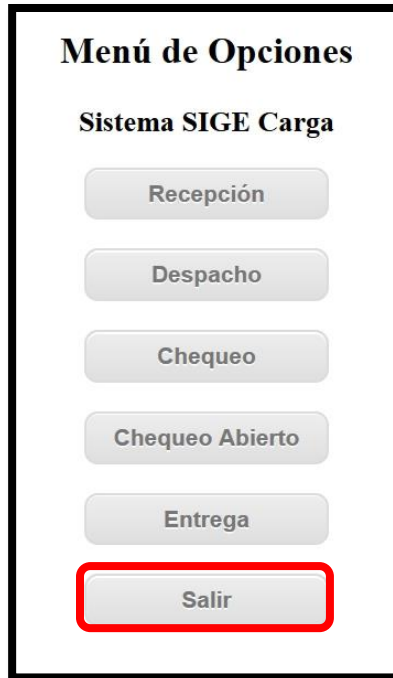 Menú de Opciones
Sistema SIGE Carga
Recepción
Despacho
Chequeo
Chequeo Abierto
Entrega
Salir